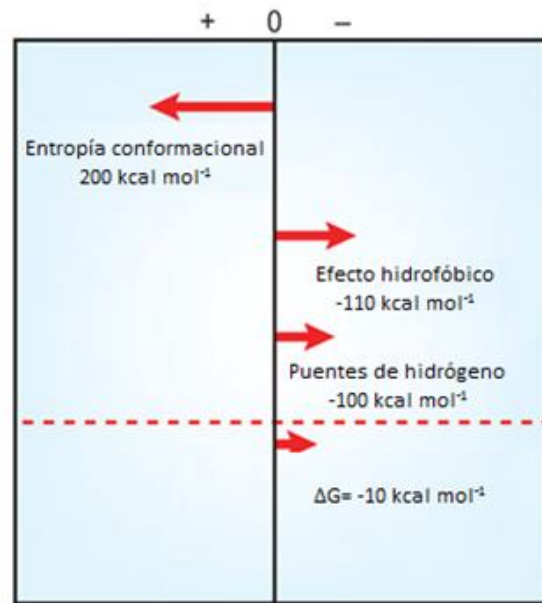 + 0 −
Entropía conformacional
200 kcal mol⁻¹
Efecto hidrofóbico
-110 kcal mol⁻¹
Puentes de hidrógeno
-100 kcal mol⁻¹
ΔG= -10 kcal mol⁻¹